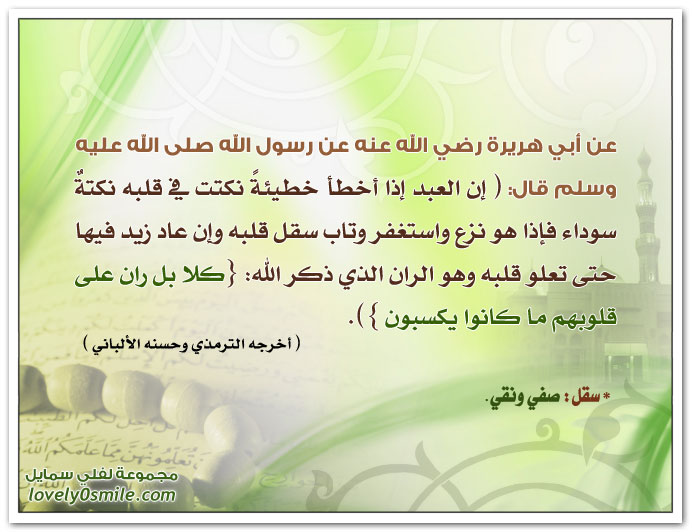 عن أبي هريرة رضي الله عنه عن رسول الله صلى الله عليه
وسلم قال: ( إن العبد إذا أخطأ خطيئةً نكتت في قلبه نكتةٌ
سوداء فإذا هو نزع واستغفر وتاب سقل قلبه وإن عاد زيد فيها
حتى تعلو قلبه وهو الران الذي ذكر الله: {كلا بل ران على
قلوبهم ما كانوا يكسبون }).
( أخرجه الترمذي وحسنه الألباني )
* سقل : صفي ونقي.
مجموعة لفلي سمايل
lovely0smile.com